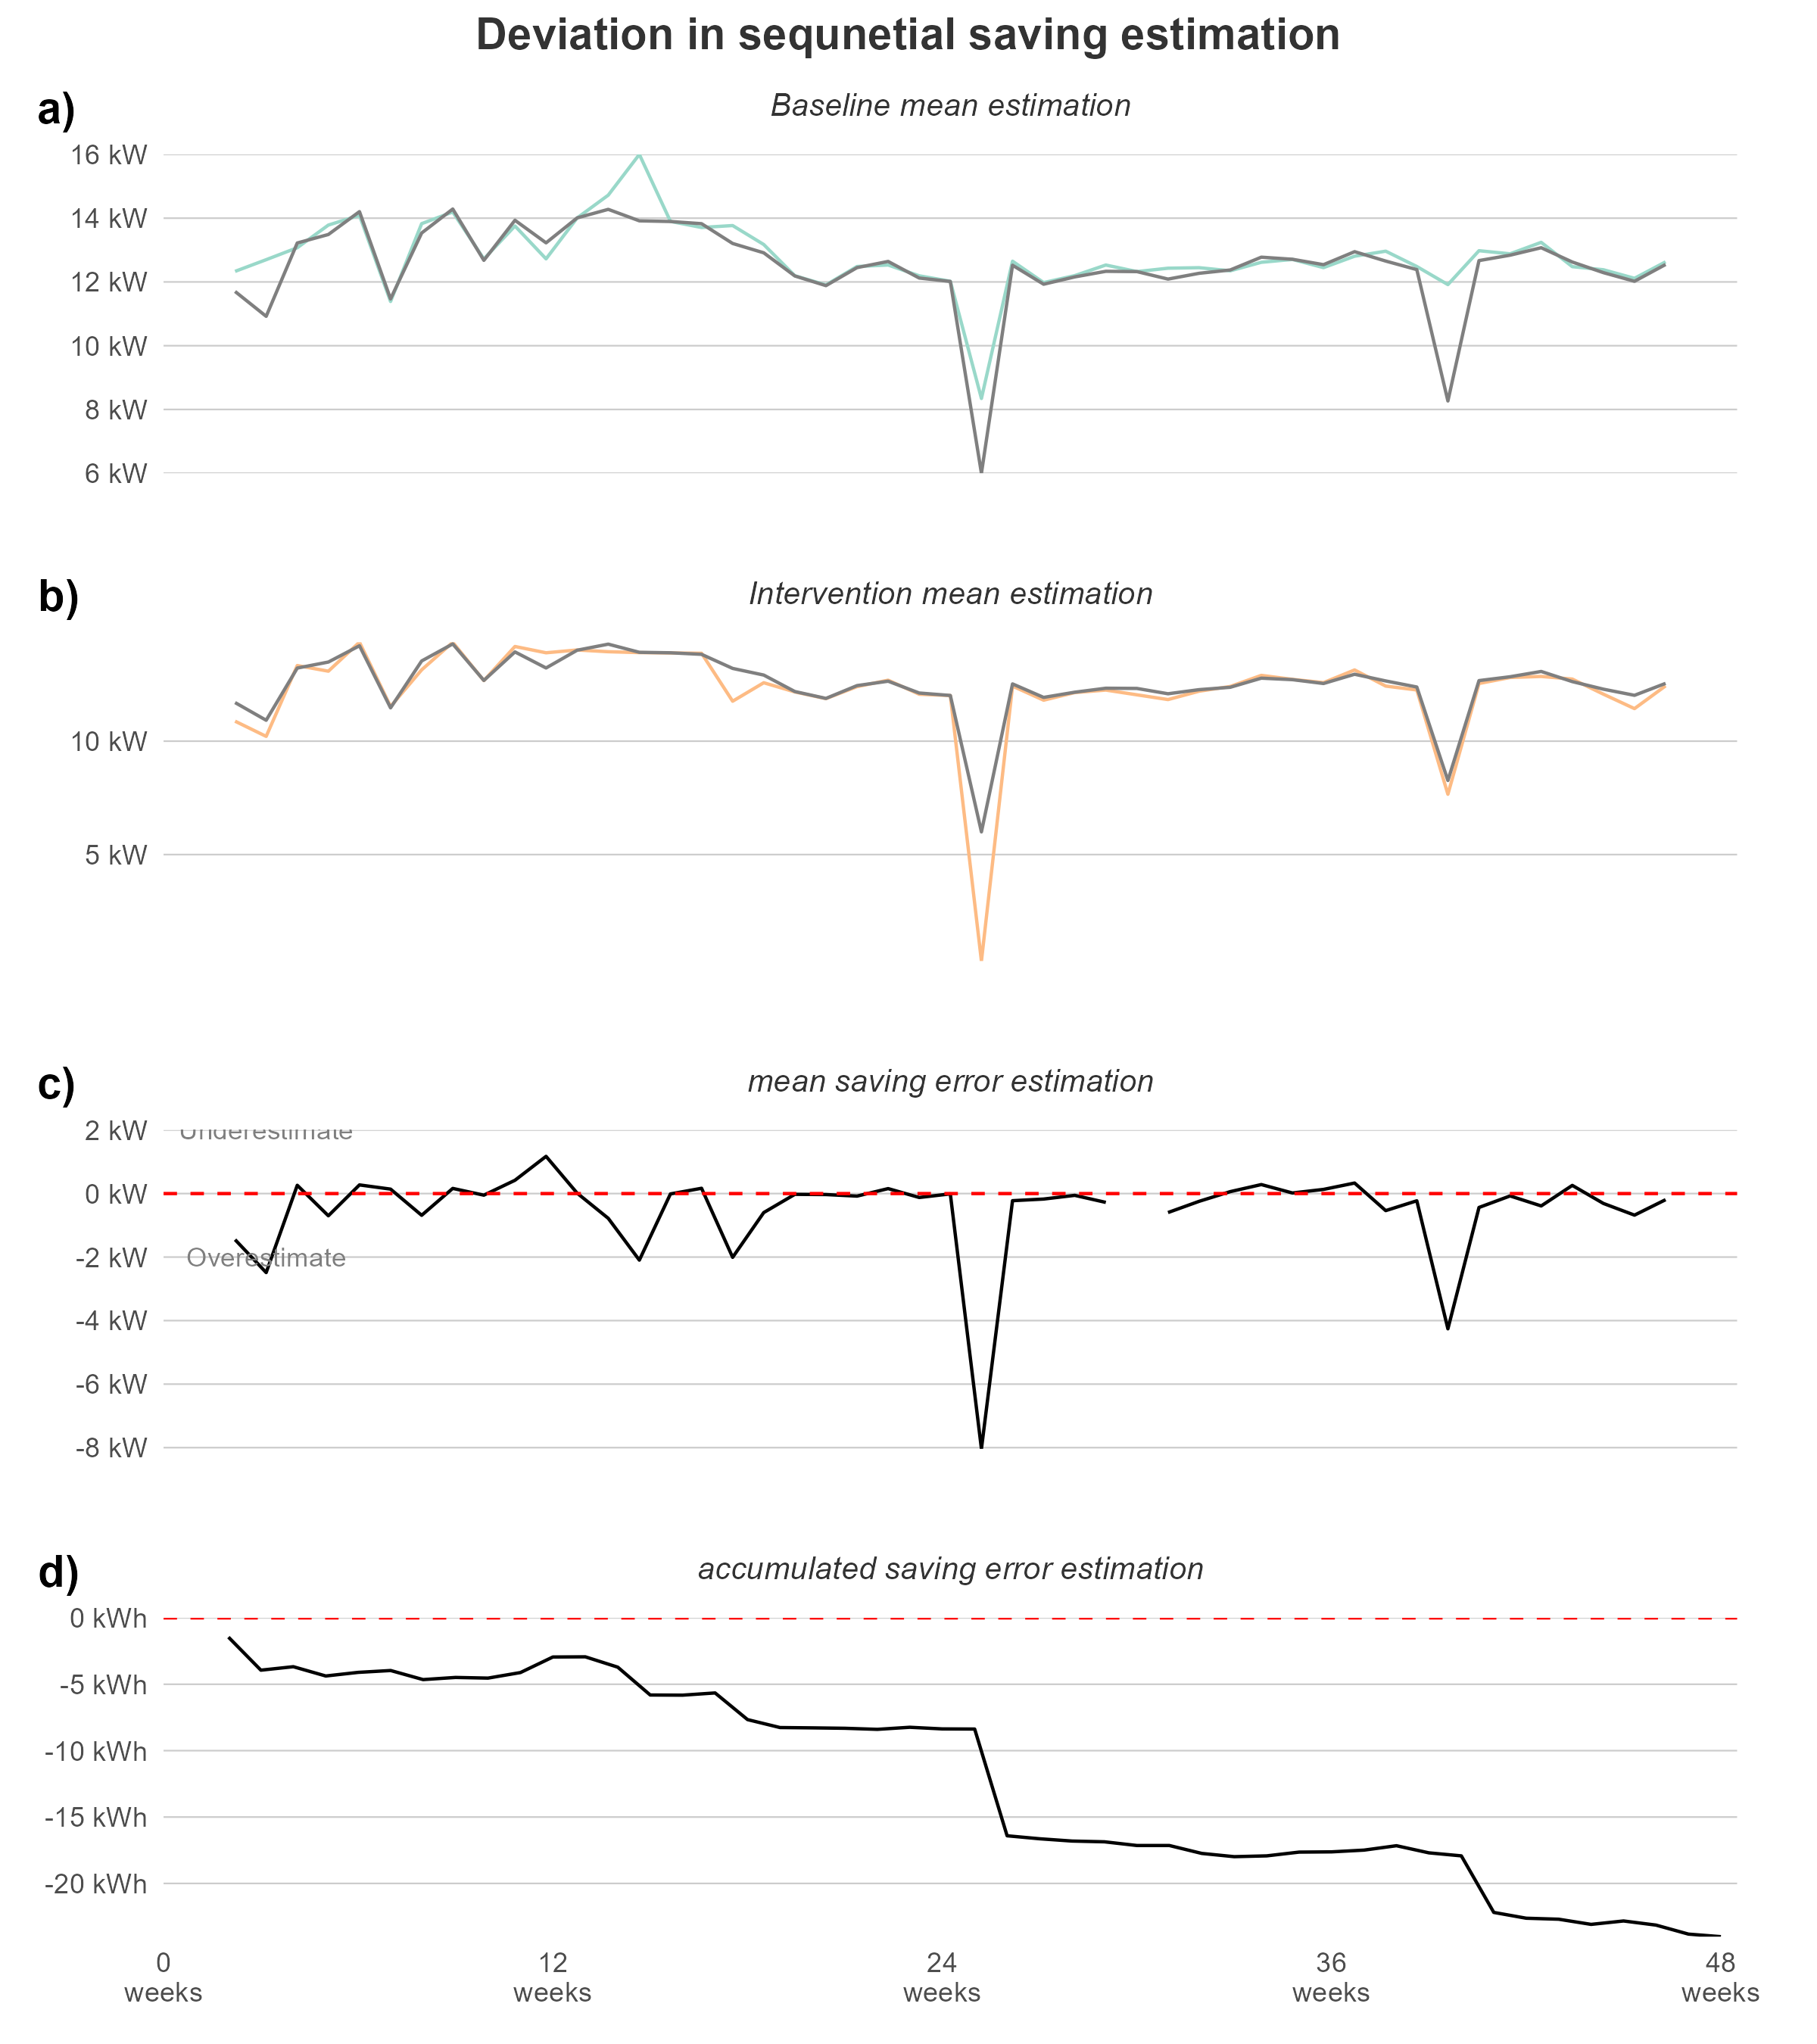 Deviation in sequnetial saving estimation
a)
Baseline mean estimation
16 kW
14 kW
12 kW
10 kW
8 kW
6 kW
b)
Intervention mean estimation
10 kW
5 kW
c)
mean saving error estimation
2 kW
Underestimate
0 kW
-2 kW
Overestimate
-4 kW
-6 kW
-8 kW
d)
accumulated saving error estimation
0 kWh
-5 kWh
-10 kWh
-15 kWh
-20 kWh
0 12 24 36 48
weeks weeks weeks weeks weeks